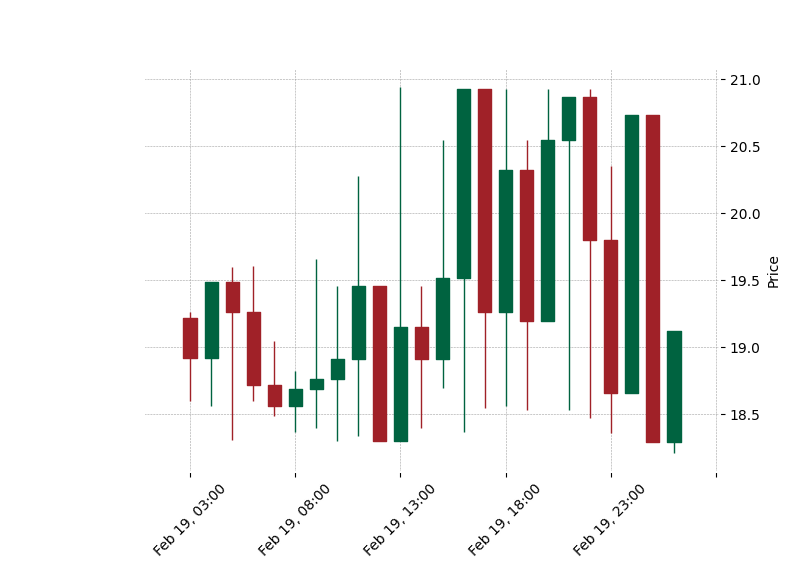 21.0
20.5
20.0
19.5
19.0
18.5
Price
Feb 19, 03:00
Feb 19, 08:00
Feb 19, 13:00
Feb 19, 18:00
Feb 19, 23:00